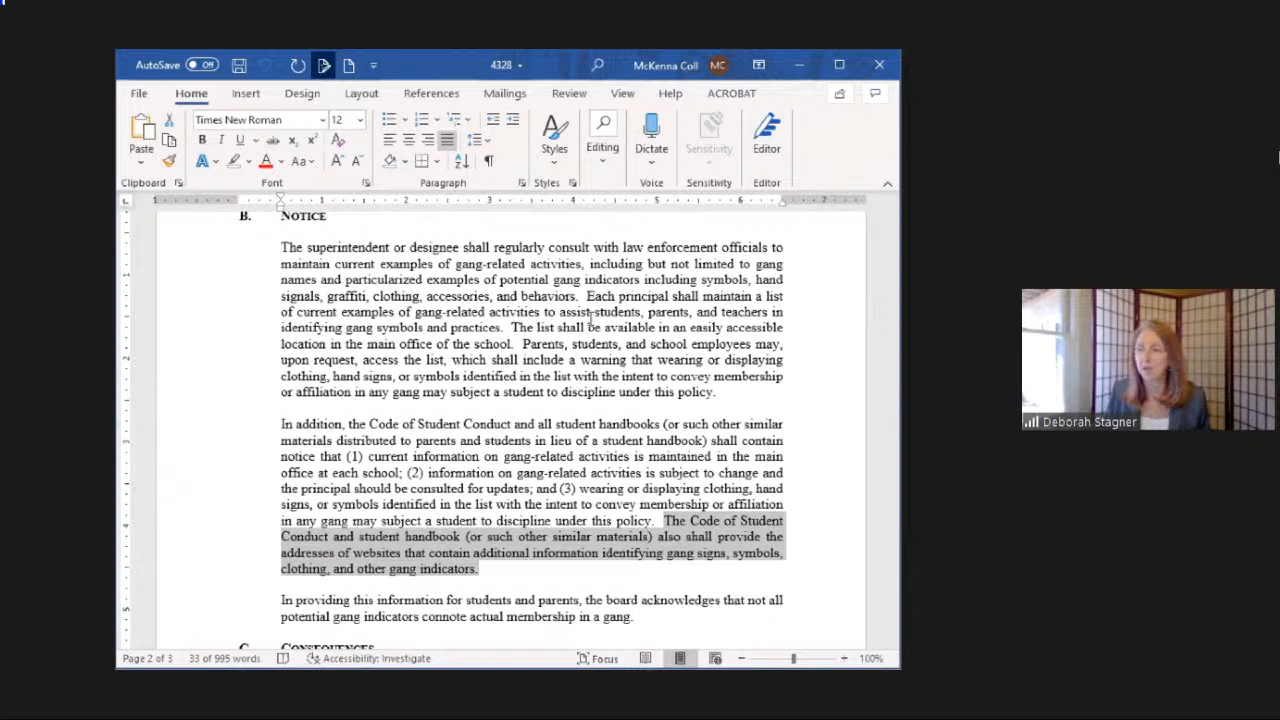 AutoSave Off 4328 McKenna Coll MC
File Home Insert Design Layout References Mailings Review View Help ACROBAT
Times New Roman 12
Paste Styles Editing Dictate Sensitivity Editor
Clipboard Font Paragraph Styles Voice Sensitivity Editor
1 1 2 3 4 5 6 7
B. NOTICE
The superintendent or designee shall regularly consult with law enforcement officials to
maintain current examples of gang-related activities, including but not limited to gang
names and particularized examples of potential gang indicators including symbols, hand
signals, graffiti, clothing, accessories, and behaviors. Each principal shall maintain a list
of current examples of gang-related activities to assist students, parents, and teachers in
identifying gang symbols and practices. The list shall be available in an easily accessible
location in the main office of the school. Parents, students, and school employees may,
upon request, access the list, which shall include a warning that wearing or displaying
clothing, hand signs, or symbols identified in the list with the intent to convey membership
or affiliation in any gang may subject a student to discipline under this policy.
In addition, the Code of Student Conduct and all student handbooks (or such other similar
materials distributed to parents and students in lieu of a student handbook) shall contain
notice that (1) current information on gang-related activities is maintained in the main
office at each school; (2) information on gang-related activities is subject to change and
the principal should be consulted for updates; and (3) wearing or displaying clothing, hand
signs, or symbols identified in the list with the intent to convey membership or affiliation
in any gang may subject a student to discipline under this policy. The Code of Student
Conduct and student handbook (or such other similar materials) also shall provide the
addresses of websites that contain additional information identifying gang signs, symbols,
clothing, and other gang indicators.
In providing this information for students and parents, the board acknowledges that not all
potential gang indicators connote actual membership in a gang.
C. CONSEQUENCES
Page 2 of 3 33 of 995 words Accessibility: Investigate Focus 100%
Deborah Stagner